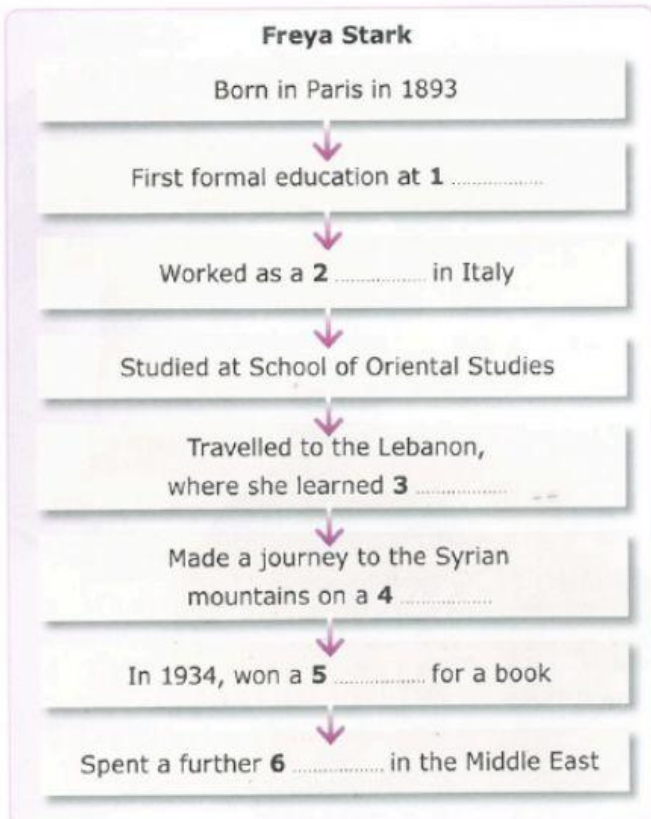 Freya Stark
Born in Paris in 1893
First formal education at 1 ................
Worked as a 2 ................ in Italy
Studied at School of Oriental Studies
Travelled to the Lebanon,
where she learned 3 ................
Made a journey to the Syrian
mountains on a 4 ................
In 1934, won a 5 ................ for a book
Spent a further 6 ................ in the Middle East